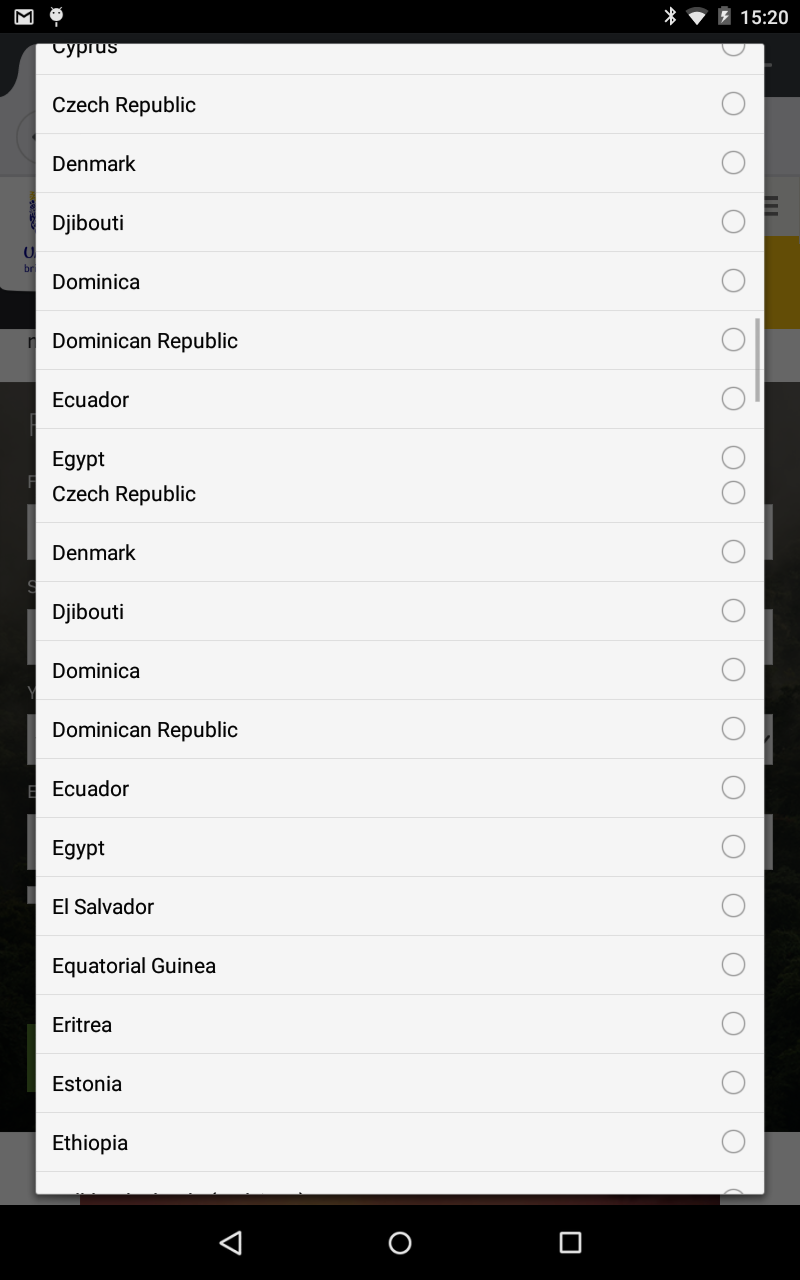 15:20
Cyprus
Czech Republic
Denmark
Djibouti
Dominica
Dominican Republic
Ecuador
Egypt
Czech Republic
Denmark
Djibouti
Dominica
Dominican Republic
Ecuador
Egypt
El Salvador
Equatorial Guinea
Eritrea
Estonia
Ethiopia